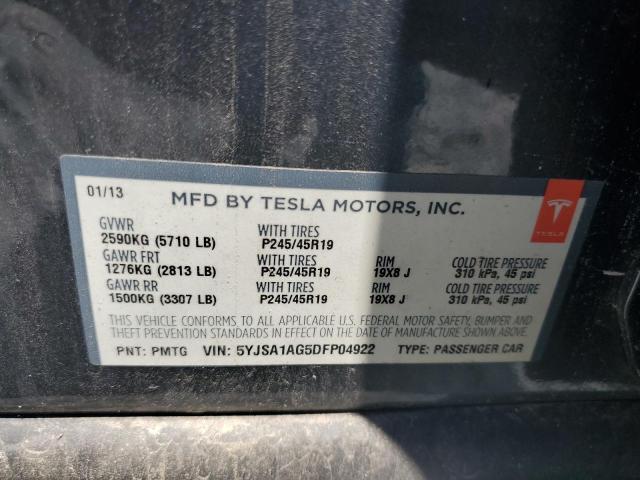 01/13 MFD BY TESLA MOTORS, INC.
TESLA
GVWR WITH TIRES
2590KG (5710 LB) P245/45R19
GAWR FRT WITH TIRES RIM COLD TIRE PRESSURE
1276KG (2813 LB) P245/45R19 19X8 J 310 kPa, 45 psi
GAWR RR WITH TIRES RIM COLD TIRE PRESSURE
1500KG (3307 LB) P245/45R19 19X8 J 310 kPa, 45 psi
THIS VEHICLE CONFORMS TO ALL APPLICABLE U.S. FEDERAL MOTOR SAFETY, BUMPER AND
THEFT PREVENTION STANDARDS IN EFFECT ON THE DATE OF MANUFACTURE SHOWN ABOVE.
PNT: PMTG VIN: 5YJSA1AG5DFP04922 TYPE: PASSENGER CAR